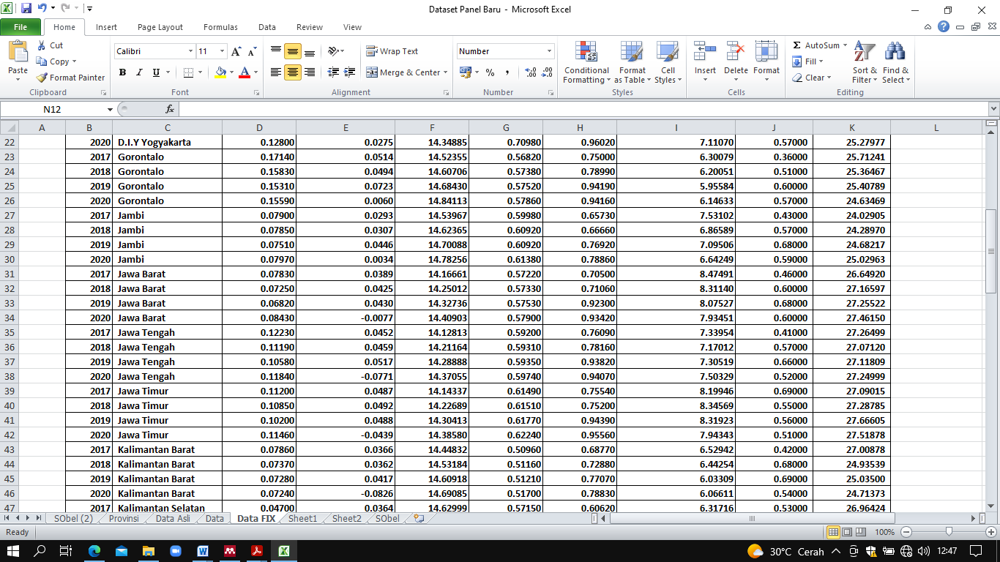 Dataset Panel Baru - Microsoft Excel
File Home Insert Page Layout Formulas Data Review View
Cut
Copy
Format Painter
Paste
Clipboard
Calibri 11
B I U
Font
Wrap Text
Merge & Center
Alignment
Number
Number
Conditional Formatting
Format as Table
Cell Styles
Styles
Insert Delete Format
Cells
AutoSum
Fill
Clear
Sort & Filter
Find & Select
Editing
N12 fx
A B C D E F G H I J K L
22 2020 D.I.Y Yogyakarta 0.12800 0.0275 14.34885 0.70980 0.96020 7.11070 0.57000 25.27977
23 2017 Gorontalo 0.17140 0.0514 14.52355 0.56820 0.75000 6.30079 0.36000 25.71241
24 2018 Gorontalo 0.15830 0.0494 14.60706 0.57380 0.78990 6.20051 0.51000 25.36467
25 2019 Gorontalo 0.15310 0.0723 14.68430 0.57520 0.94190 5.95584 0.60000 25.40789
26 2020 Gorontalo 0.15590 0.0060 14.84113 0.57860 0.94160 6.14633 0.57000 24.63469
27 2017 Jambi 0.07900 0.0293 14.53967 0.59980 0.65730 7.53102 0.43000 24.02905
28 2018 Jambi 0.07850 0.0307 14.62365 0.60920 0.66660 6.86589 0.57000 24.28970
29 2019 Jambi 0.07510 0.0446 14.70088 0.60920 0.76920 7.09506 0.68000 24.68217
30 2020 Jambi 0.07970 0.0034 14.78256 0.61380 0.78860 6.64249 0.59000 25.02963
31 2017 Jawa Barat 0.07830 0.0389 14.16661 0.57220 0.70500 8.47491 0.46000 26.64920
32 2018 Jawa Barat 0.07250 0.0425 14.25012 0.57330 0.71060 8.31140 0.60000 27.16597
33 2019 Jawa Barat 0.06820 0.0430 14.32736 0.57530 0.92300 8.07527 0.68000 27.25522
34 2020 Jawa Barat 0.08430 -0.0077 14.40903 0.57900 0.93420 7.93451 0.60000 27.46150
35 2017 Jawa Tengah 0.12230 0.0452 14.12813 0.59200 0.76090 7.33954 0.41000 27.26499
36 2018 Jawa Tengah 0.11190 0.0459 14.21164 0.59310 0.78160 7.17012 0.57000 27.07120
37 2019 Jawa Tengah 0.10580 0.0517 14.28888 0.59350 0.93820 7.30519 0.66000 27.11809
38 2020 Jawa Tengah 0.11840 -0.0771 14.37055 0.59740 0.94070 7.50329 0.52000 27.24999
39 2017 Jawa Timur 0.11200 0.0487 14.14337 0.61490 0.75540 8.19946 0.69000 27.09015
40 2018 Jawa Timur 0.10850 0.0492 14.22689 0.61510 0.75200 8.34569 0.55000 27.28785
41 2019 Jawa Timur 0.10200 0.0488 14.30413 0.61770 0.94390 8.31923 0.56000 27.66605
42 2020 Jawa Timur 0.11460 -0.0439 14.38580 0.62240 0.95560 7.94343 0.51000 27.51878
43 2017 Kalimantan Barat 0.07860 0.0366 14.44832 0.50960 0.68770 6.52942 0.42000 27.00878
44 2018 Kalimantan Barat 0.07370 0.0362 14.53184 0.51160 0.72880 6.44254 0.68000 24.93539
45 2019 Kalimantan Barat 0.07280 0.0417 14.60918 0.51210 0.77070 6.03309 0.69000 25.03500
46 2020 Kalimantan Barat 0.07240 -0.0826 14.69085 0.51700 0.78830 6.06611 0.54000 24.71373
47 2017 Kalimantan Selatan 0.04700 0.0364 14.62999 0.57150 0.60620 6.31716 0.53000 26.96424
SObel (2) Provinsi Data Asli Data Data FIX Sheet1 Sheet2 SObel
Ready 100%
30°C Cerah 12:47